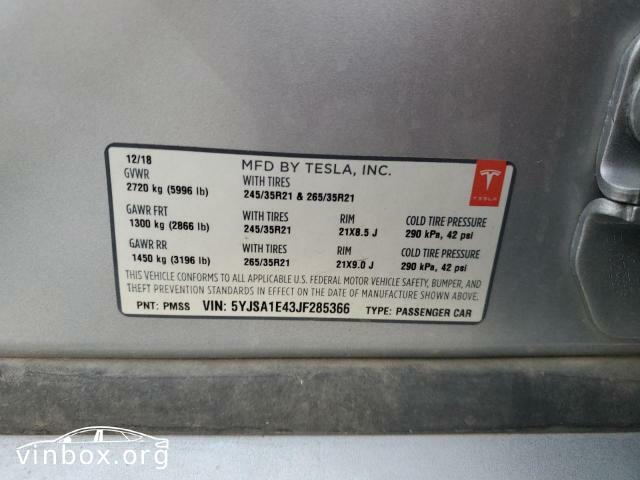 12/18
MFD BY TESLA, INC.
TESLA
GVWR
2720 kg (5996 lb)
WITH TIRES
245/35R21 & 265/35R21
GAWR FRT
1300 kg (2866 lb)
WITH TIRES
245/35R21
RIM
21X8.5 J
COLD TIRE PRESSURE
290 kPa, 42 psi
GAWR RR
1450 kg (3196 lb)
WITH TIRES
265/35R21
RIM
21X9.0 J
COLD TIRE PRESSURE
290 kPa, 42 psi
THIS VEHICLE CONFORMS TO ALL APPLICABLE U.S. FEDERAL MOTOR VEHICLE SAFETY, BUMPER, AND
THEFT PREVENTION STANDARDS IN EFFECT ON THE DATE OF MANUFACTURE SHOWN ABOVE.
PNT: PMSS VIN: 5YJSA1E43JF285366 TYPE: PASSENGER CAR
vinbox.org